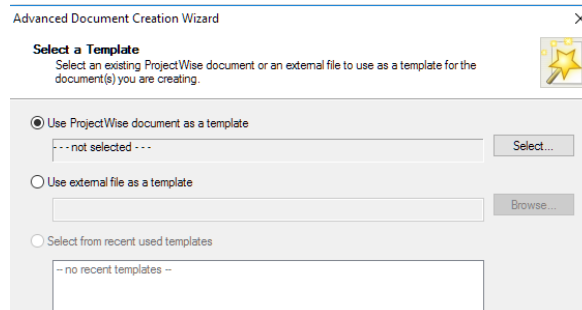 Advanced Document Creation Wizard
Select a Template
Select an existing ProjectWise document or an external file to use as a template for the
document(s) you are creating.
Use ProjectWise document as a template
- - - not selected - - -
Select...
Use external file as a template
Browse...
Select from recent used templates
-- no recent templates --